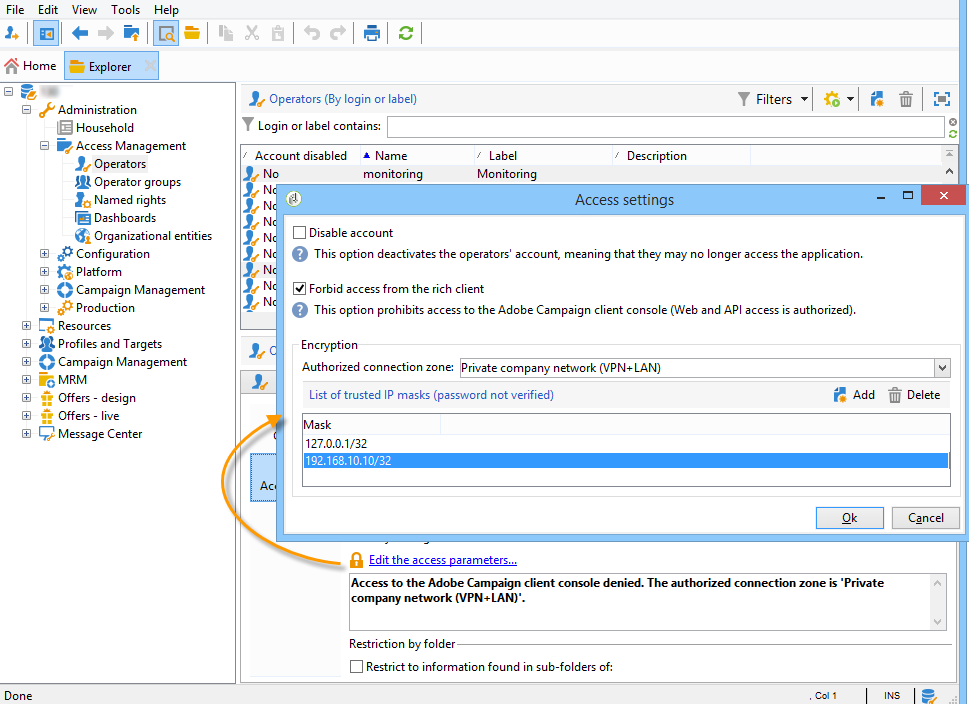 File Edit View Tools Help
Home Explorer
Administration
Household
Access Management
Operators
Operator groups
Named rights
Dashboards
Organizational entities
Configuration
Platform
Campaign Management
Production
Resources
Profiles and Targets
Campaign Management
MRM
Offers - design
Offers - live
Message Center
Operators (By login or label)
Filters
Login or label contains:
Account disabled Name Label Description
No monitoring Monitoring
No
No
No
No
No
No
No
No
Access settings
Disable account
This option deactivates the operators' account, meaning that they may no longer access the application.
Forbid access from the rich client
This option prohibits access to the Adobe Campaign client console (Web and API access is authorized).
Encryption
Authorized connection zone: Private company network (VPN+LAN)
List of trusted IP masks (password not verified) Add Delete
Mask
127.0.0.1/32
192.168.10.10/32
Ok Cancel
Edit the access parameters...
Access to the Adobe Campaign client console denied. The authorized connection zone is 'Private
company network (VPN+LAN)'.
Restriction by folder
Restrict to information found in sub-folders of:
Done , Col 1 INS